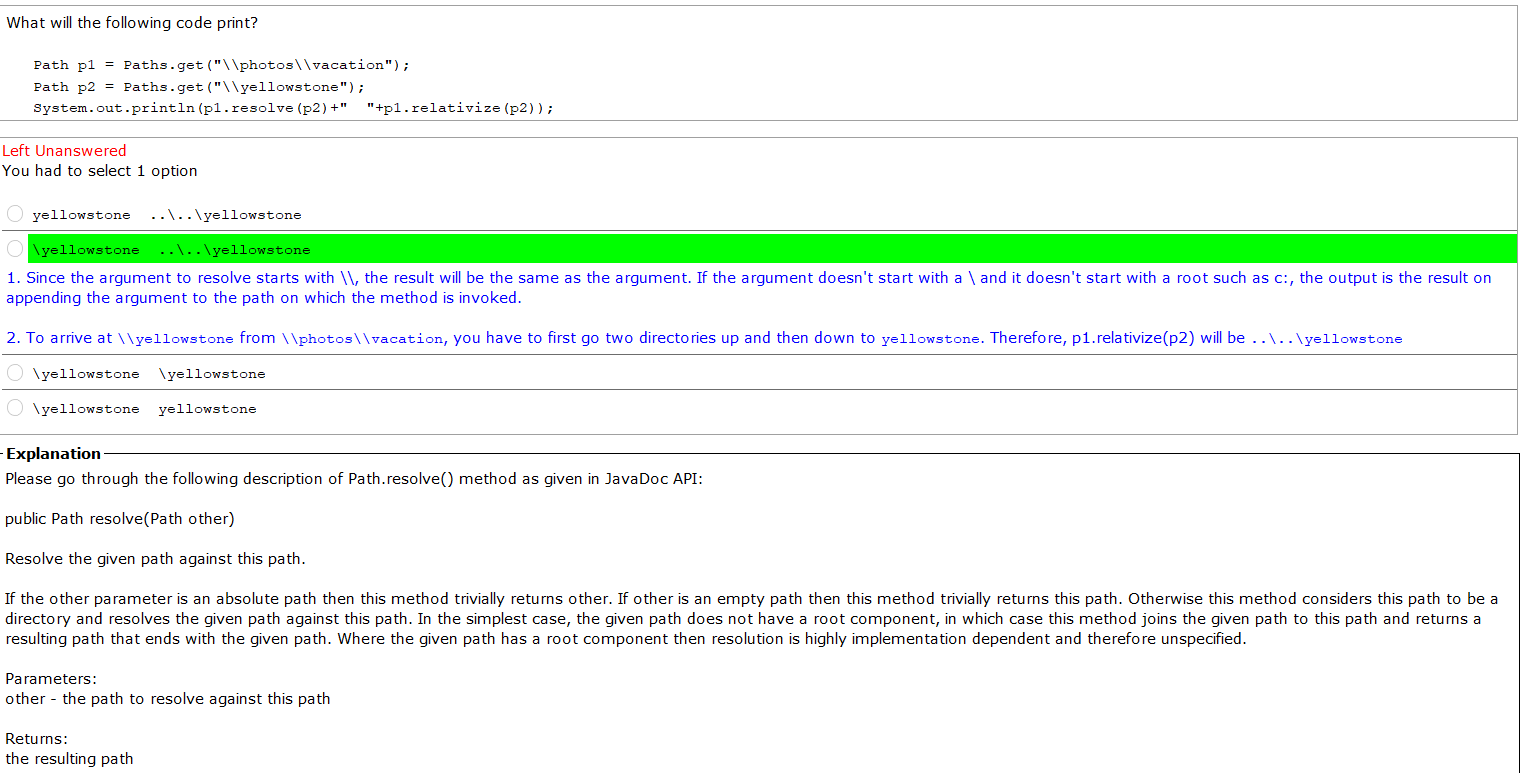 What will the following code print?
Path p1 = Paths.get("\\photos\\vacation");
Path p2 = Paths.get("\\yellowstone");
System.out.println(p1.resolve(p2)+"  "+p1.relativize(p2));
Left Unanswered
You had to select 1 option
yellowstone  ..\..\yellowstone
\yellowstone  ..\..\yellowstone
1. Since the argument to resolve starts with \\, the result will be the same as the argument. If the argument doesn't start with a \ and it doesn't start with a root such as c:, the output is the result on
appending the argument to the path on which the method is invoked.
2. To arrive at \\yellowstone from \\photos\\vacation, you have to first go two directories up and then down to yellowstone. Therefore, p1.relativize(p2) will be ..\..\yellowstone
\yellowstone  \yellowstone
\yellowstone  yellowstone
Explanation
Please go through the following description of Path.resolve() method as given in JavaDoc API:
public Path resolve(Path other)
Resolve the given path against this path.
If the other parameter is an absolute path then this method trivially returns other. If other is an empty path then this method trivially returns this path. Otherwise this method considers this path to be a
directory and resolves the given path against this path. In the simplest case, the given path does not have a root component, in which case this method joins the given path to this path and returns a
resulting path that ends with the given path. Where the given path has a root component then resolution is highly implementation dependent and therefore unspecified.
Parameters:
other - the path to resolve against this path
Returns:
the resulting path